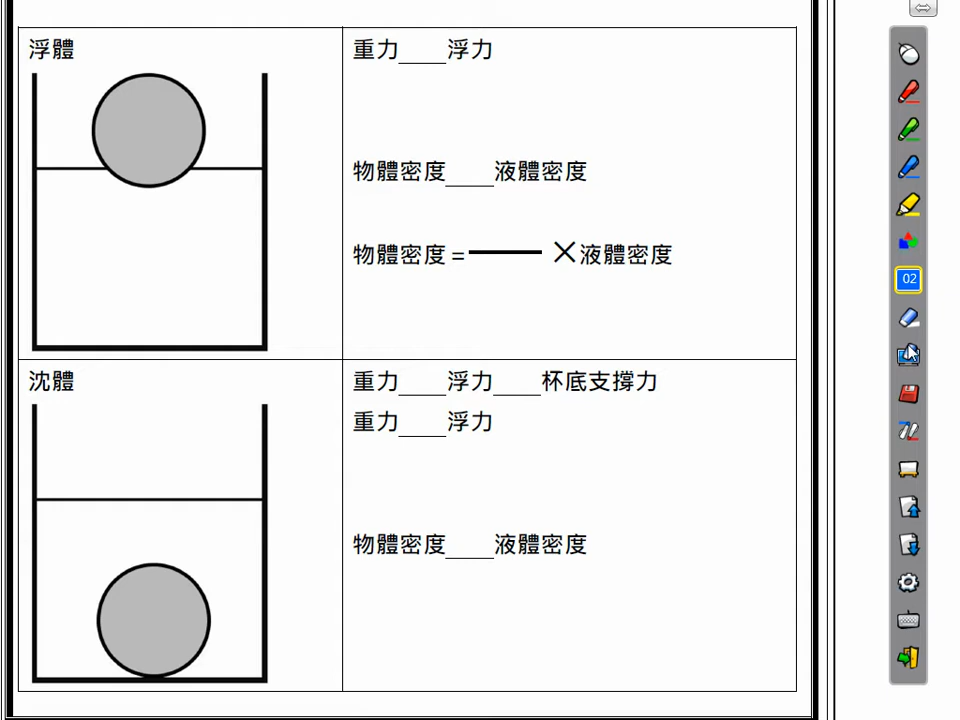 浮體
重力____浮力
物體密度____液體密度
物體密度=——— ×液體密度
沈體
重力____浮力____杯底支撐力
重力____浮力
物體密度____液體密度
02